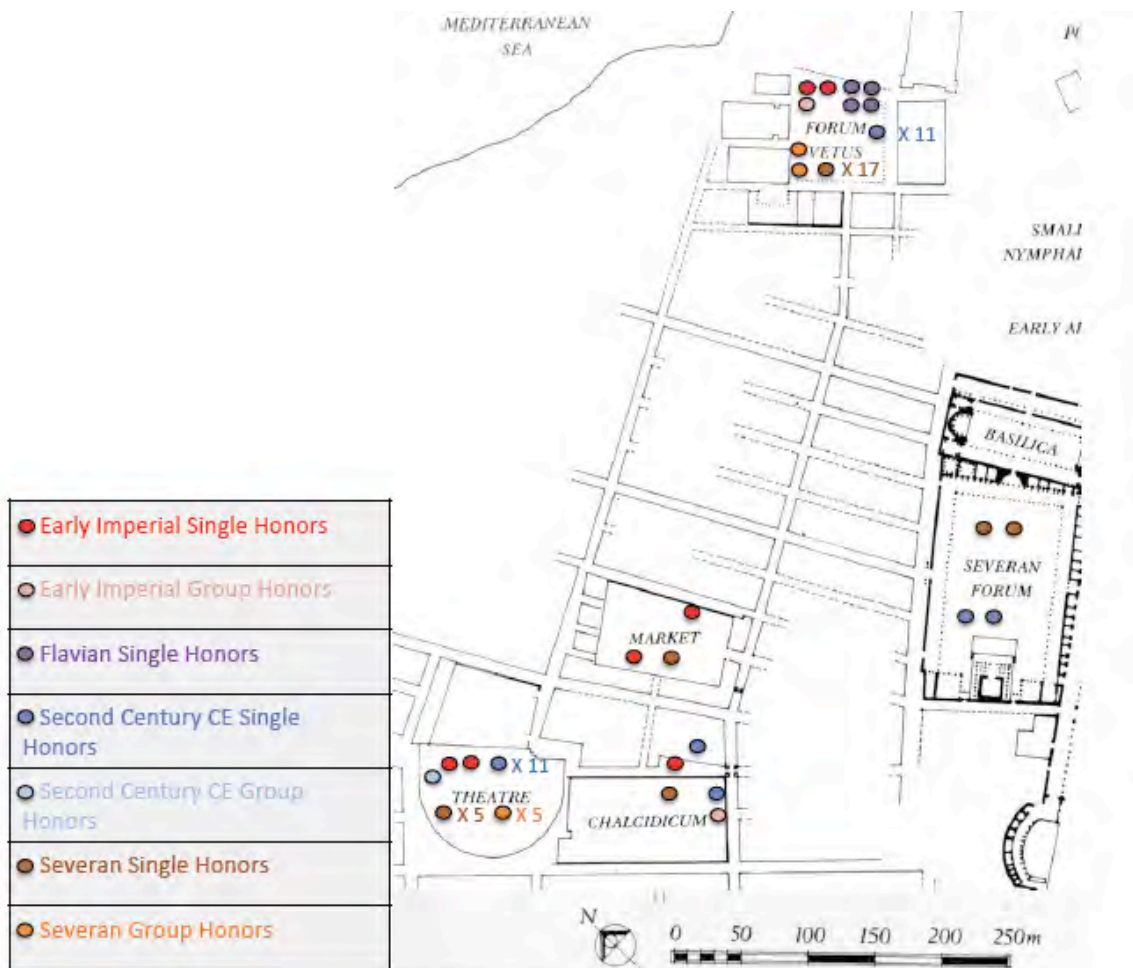 MEDITERRANEAN
SEA
FORUM
VETUS
X 11
X 17
SMALL
NYMPHAI
EARLY AI
BASILICA
SEVERAN
FORUM
MARKET
X 11
THEATRE
X 5 X 5
CHALCIDICUM
Early Imperial Single Honors
Early Imperial Group Honors
Flavian Single Honors
Second Century CE Single
Honors
Second Century CE Group
Honors
Severan Single Honors
Severan Group Honors
N
0 50 100 150 200 250m